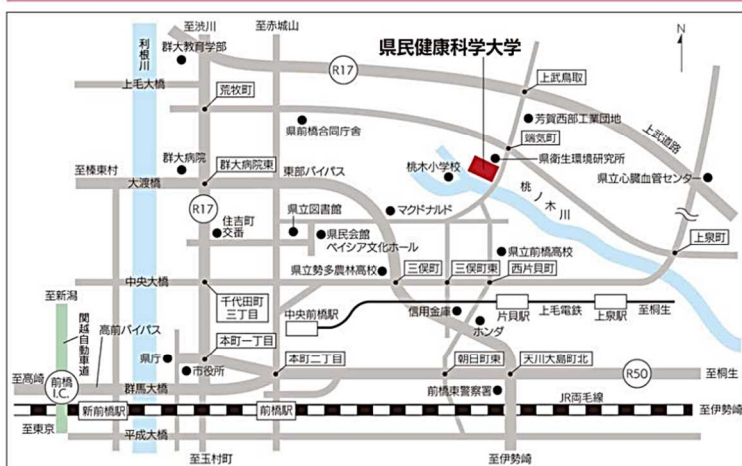 至渋川
至赤城山
利根川
群大教育学部
R17
県民健康科学大学
N
上毛大橋
荒牧町
上武鳥取
芳賀西部工業団地
県前橋合同庁舎
端気町
上武道路
県衛生環境研究所
群大病院
桃木小学校
至榛東村
群大病院東
東部バイパス
県立心臓血管センター
大渡橋
桃ノ木川
R17
県立図書館
マクドナルド
住吉町
交番
県民会館
ベイシア文化ホール
県立前橋高校
上泉町
県立勢多農林高校
三俣町
三俣町東
西片貝町
中央大橋
至新潟
千代田町
三丁目
中央前橋駅
信用金庫
片貝駅
上毛電鉄
上泉駅
至桐生
関越自動車道
高前バイパス
ホンダ
本町一丁目
県庁
市役所
本町二丁目
朝日町東
天川大島町北
至桐生
至高崎
前橋
I.C.
群馬大橋
R50
前橋東警察署
JR両毛線
新前橋駅
前橋駅
至伊勢崎
至東京
平成大橋
至玉村町
至伊勢崎